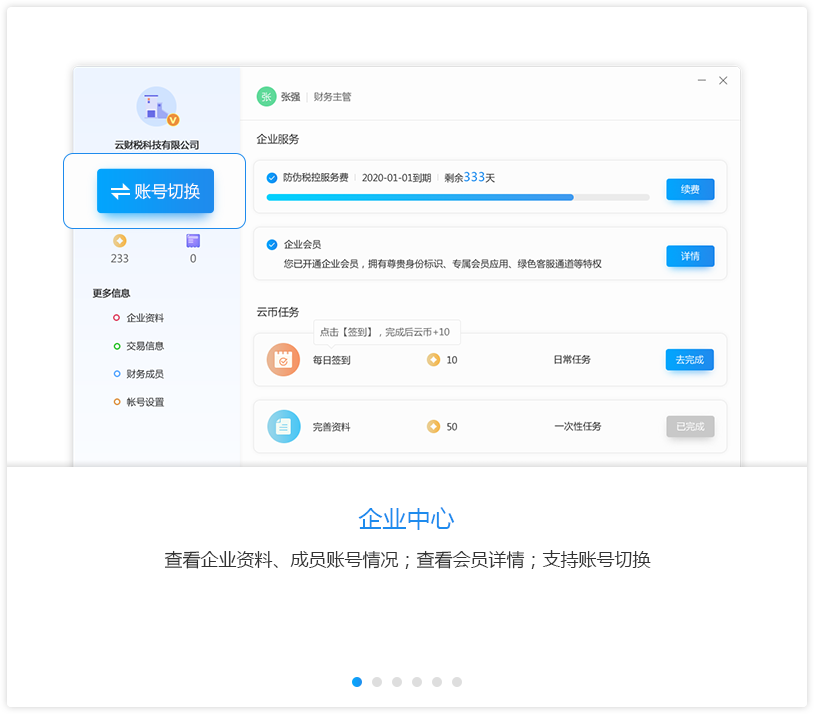 云财税科技有限公司
账号切换
233
0
更多信息
企业资料
交易信息
财务成员
帐号设置
张 张强 财务主管
企业服务
防伪税控服务费 2020-01-01到期 剩余333天
续费
企业会员
您已开通企业会员，拥有尊贵身份标识、专属会员应用、绿色客服通道等特权
详情
云币任务
点击【签到】，完成后云币+10
每日签到 10 日常任务 去完成
完善资料 50 一次性任务 已完成
企业中心
查看企业资料、成员账号情况；查看会员详情；支持账号切换